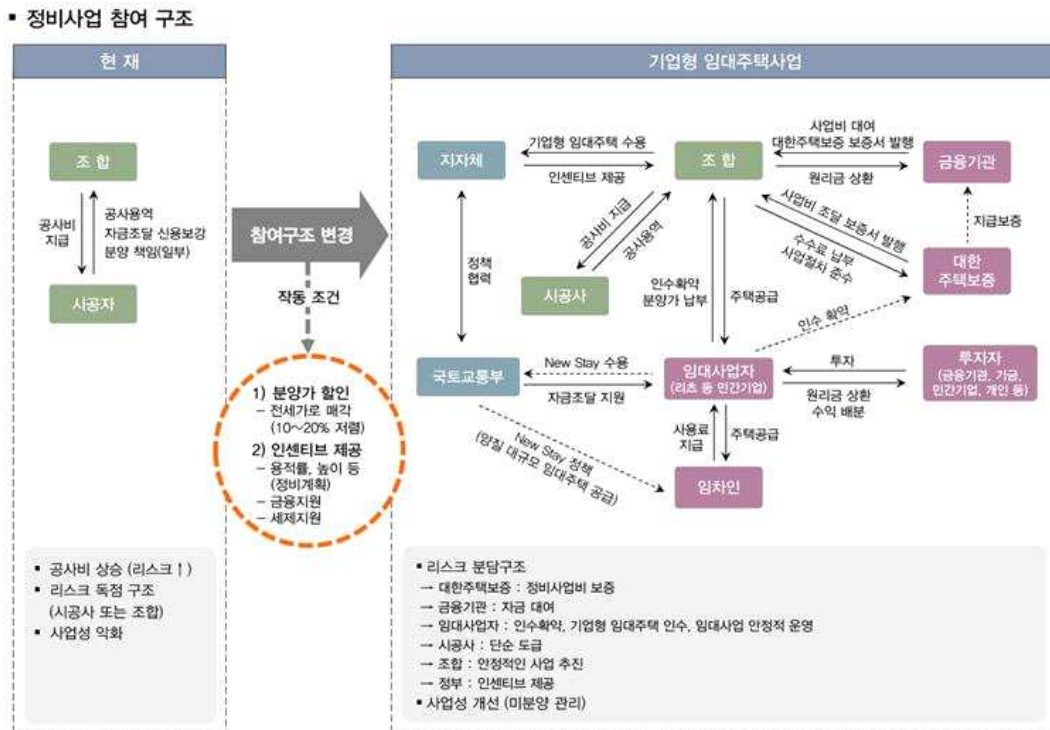 ▪ 정비사업 참여 구조
현 재
조 합
공사비
지급
공사용역
자금조달 신용보강
분양 책임(일부)
시공자
▪ 공사비 상승 (리스크↑)
▪ 리스크 독점 구조
(시공사 또는 조합)
▪ 사업성 악화
참여구조 변경
작동 조건
1) 분양가 할인
– 전세가로 매각
(10~20% 저렴)
2) 인센티브 제공
– 용적률, 높이 등
(정비계획)
– 금융지원
– 세제지원
기업형 임대주택사업
지자체
기업형 임대주택 수용
인센티브 제공
조 합
사업비 대여
대한주택보증 보증서 발행
원리금 상환
금융기관
지급보증
사업비 조달 보증서 발행
수수료 납부
사업절차 준수
대한
주택보증
공사비 지급
공사용역
시공사
정책
협력
인수확약
분양가 납부
주택공급
인수 확약
국토교통부
New Stay 수용
자금조달 지원
임대사업자
(리츠 등 민간기업)
투자
원리금 상환
수익 배분
투자자
(금융기관, 기금,
민간기업, 개인 등)
New Stay 정책
(양질 대규모 임대주택 공급)
사용료
지급
주택공급
임차인
▪ 리스크 분담구조
→ 대한주택보증 : 정비사업비 보증
→ 금융기관 : 자금 대여
→ 임대사업자 : 인수확약, 기업형 임대주택 인수, 임대사업 안정적 운영
→ 시공사 : 단순 도급
→ 조합 : 안정적인 사업 추진
→ 정부 : 인센티브 제공
▪ 사업성 개선 (미분양 관리)